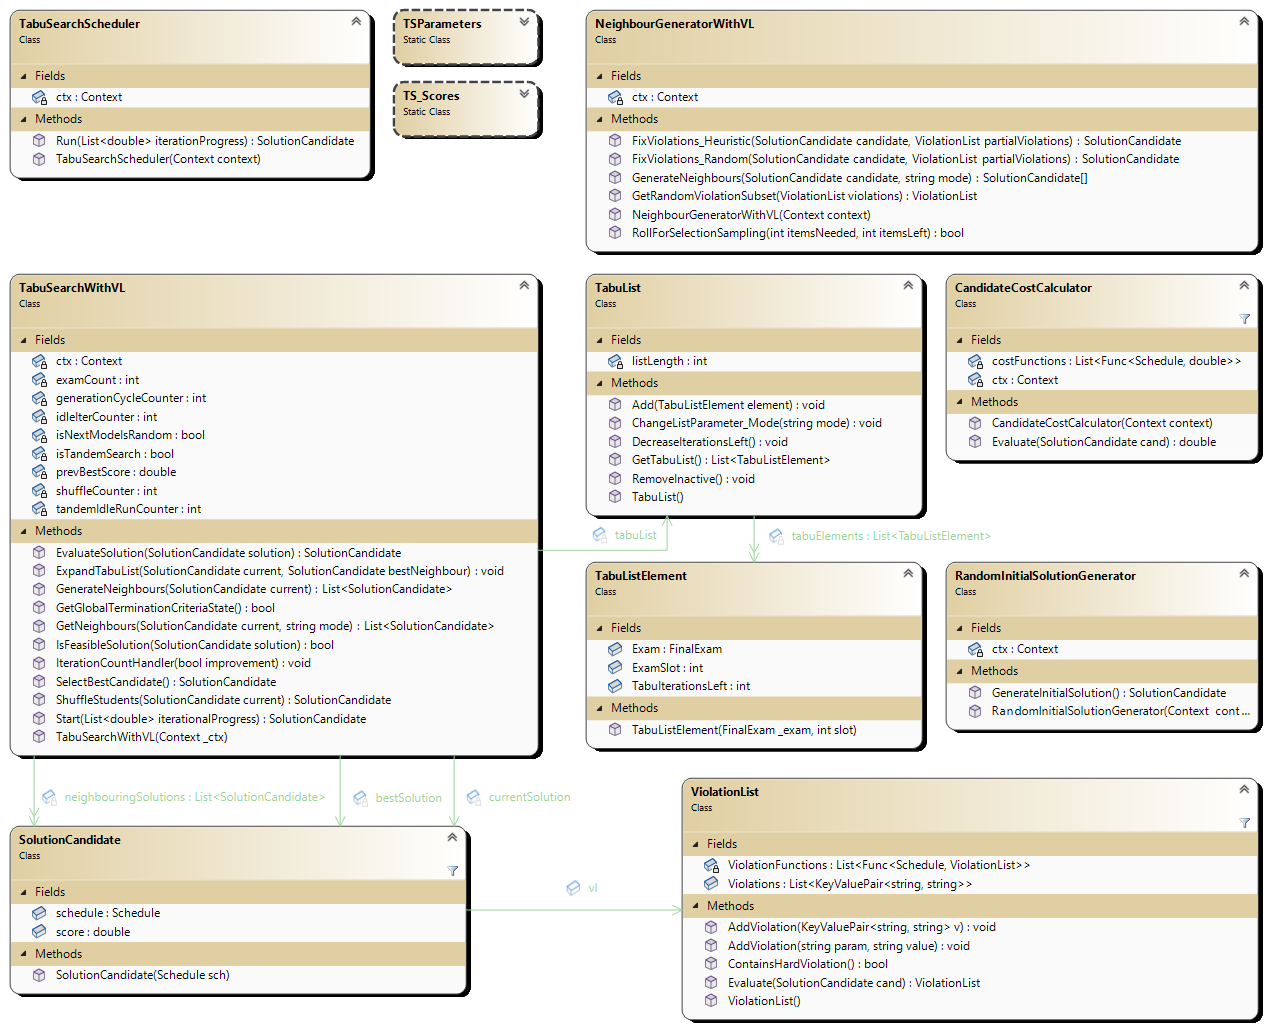 TabuSearchScheduler
Class
Fields
ctx : Context
Methods
Run(List<double> iterationProgress) : SolutionCandidate
TabuSearchScheduler(Context context)
TSParameters
Static Class
TS_Scores
Static Class
NeighbourGeneratorWithVL
Class
Fields
ctx : Context
Methods
FixViolations_Heuristic(SolutionCandidate candidate, ViolationList partialViolations) : SolutionCandidate
FixViolations_Random(SolutionCandidate candidate, ViolationList partialViolations) : SolutionCandidate
GenerateNeighbours(SolutionCandidate candidate, string mode) : SolutionCandidate[]
GetRandomViolationSubset(ViolationList violations) : ViolationList
NeighbourGeneratorWithVL(Context context)
RollForSelectionSampling(int itemsNeeded, int itemsLeft) : bool
TabuSearchWithVL
Class
Fields
ctx : Context
examCount : int
generationCycleCounter : int
idleIterCounter : int
isNextModeIsRandom : bool
isTandemSearch : bool
prevBestScore : double
shuffleCounter : int
tandemIdleRunCounter : int
Methods
EvaluateSolution(SolutionCandidate solution) : SolutionCandidate
ExpandTabuList(SolutionCandidate current, SolutionCandidate bestNeighbour) : void
GenerateNeighbours(SolutionCandidate current) : List<SolutionCandidate>
GetGlobalTerminationCriteriaState() : bool
GetNeighbours(SolutionCandidate current, string mode) : List<SolutionCandidate>
IsFeasibleSolution(SolutionCandidate solution) : bool
IterationCountHandler(bool improvement) : void
SelectBestCandidate() : SolutionCandidate
ShuffleStudents(SolutionCandidate current) : SolutionCandidate
Start(List<double> iterationalProgress) : SolutionCandidate
TabuSearchWithVL(Context _ctx)
TabuList
Class
Fields
listLength : int
Methods
Add(TabuListElement element) : void
ChangeListParameter_Mode(string mode) : void
DecreaseIterationsLeft() : void
GetTabuList() : List<TabuListElement>
RemoveInactive() : void
TabuList()
CandidateCostCalculator
Class
Fields
costFunctions : List<Func<Schedule, double>>
ctx : Context
Methods
CandidateCostCalculator(Context context)
Evaluate(SolutionCandidate cand) : double
tabuList
tabuElements : List<TabuListElement>
TabuListElement
Class
Fields
Exam : FinalExam
ExamSlot : int
TabuIterationsLeft : int
Methods
TabuListElement(FinalExam _exam, int slot)
RandomInitialSolutionGenerator
Class
Fields
ctx : Context
Methods
GenerateInitialSolution() : SolutionCandidate
RandomInitialSolutionGenerator(Context cont...
neighbouringSolutions : List<SolutionCandidate>
bestSolution
currentSolution
SolutionCandidate
Class
Fields
schedule : Schedule
score : double
Methods
SolutionCandidate(Schedule sch)
vl
ViolationList
Class
Fields
ViolationFunctions : List<Func<Schedule, ViolationList>>
Violations : List<KeyValuePair<string, string>>
Methods
AddViolation(KeyValuePair<string, string> v) : void
AddViolation(string param, string value) : void
ContainsHardViolation() : bool
Evaluate(SolutionCandidate cand) : ViolationList
ViolationList()